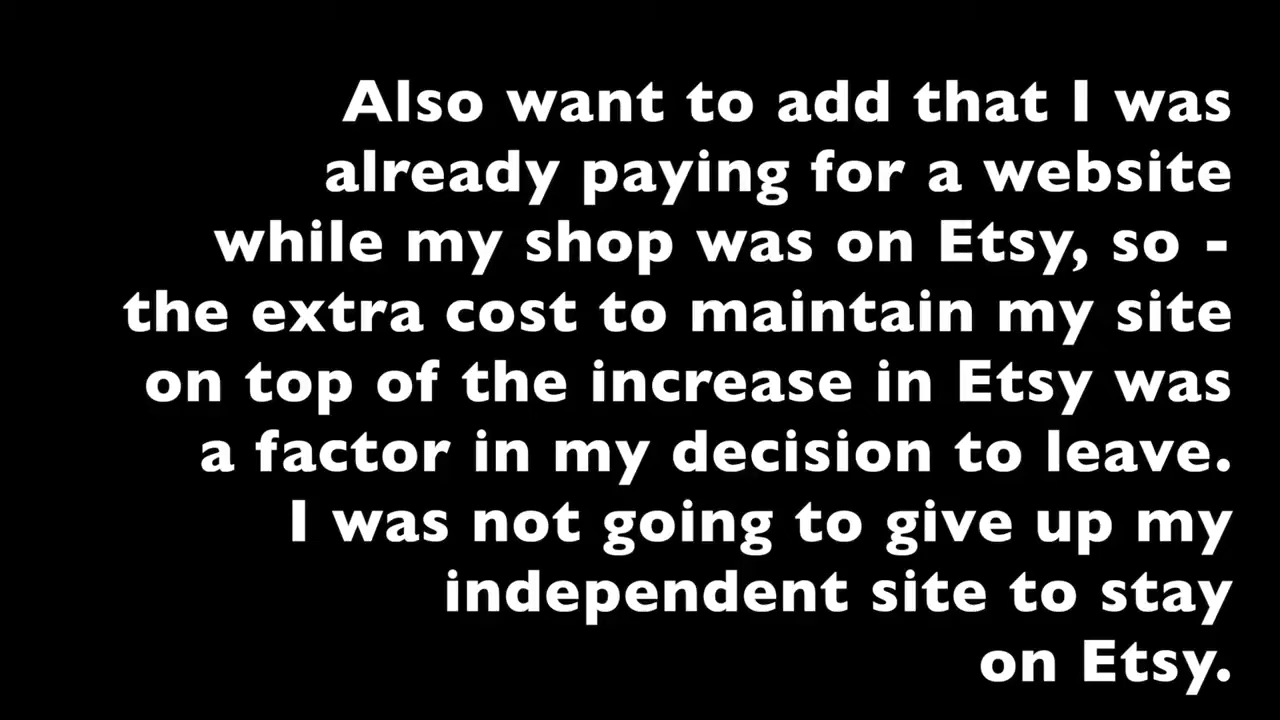 Also want to add that I was
already paying for a website
while my shop was on Etsy, so -
the extra cost to maintain my site
on top of the increase in Etsy was
a factor in my decision to leave.
I was not going to give up my
independent site to stay
on Etsy.